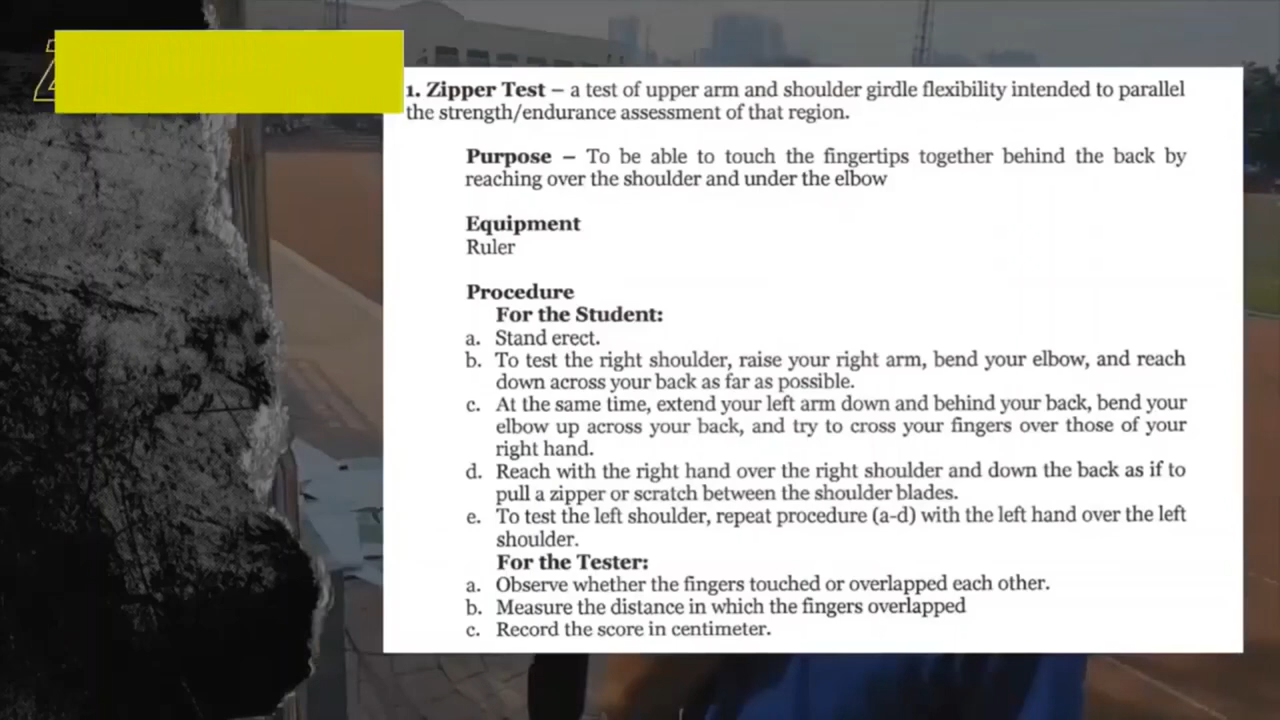 1. Zipper Test – a test of upper arm and shoulder girdle flexibility intended to parallel
the strength/endurance assessment of that region.
Purpose – To be able to touch the fingertips together behind the back by
reaching over the shoulder and under the elbow
Equipment
Ruler
Procedure
For the Student:
a. Stand erect.
b. To test the right shoulder, raise your right arm, bend your elbow, and reach
down across your back as far as possible.
c. At the same time, extend your left arm down and behind your back, bend your
elbow up across your back, and try to cross your fingers over those of your
right hand.
d. Reach with the right hand over the right shoulder and down the back as if to
pull a zipper or scratch between the shoulder blades.
e. To test the left shoulder, repeat procedure (a-d) with the left hand over the left
shoulder.
For the Tester:
a. Observe whether the fingers touched or overlapped each other.
b. Measure the distance in which the fingers overlapped
c. Record the score in centimeter.